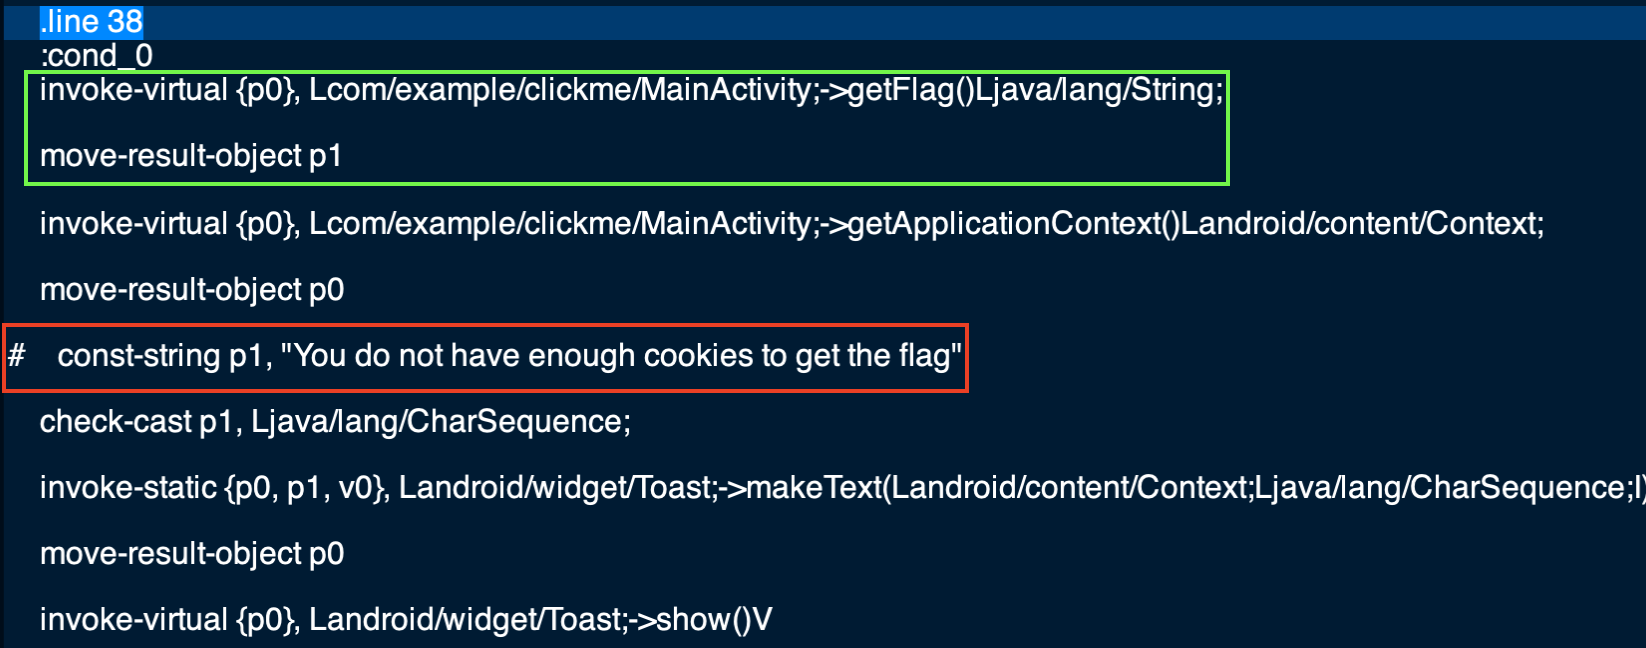 .line 38
:cond_0
invoke-virtual {p0}, Lcom/example/clickme/MainActivity;->getFlag()Ljava/lang/String;
move-result-object p1
invoke-virtual {p0}, Lcom/example/clickme/MainActivity;->getApplicationContext()Landroid/content/Context;
move-result-object p0
# const-string p1, "You do not have enough cookies to get the flag"
check-cast p1, Ljava/lang/CharSequence;
invoke-static {p0, p1, v0}, Landroid/widget/Toast;->makeText(Landroid/content/Context;Ljava/lang/CharSequence;I)
move-result-object p0
invoke-virtual {p0}, Landroid/widget/Toast;->show()V